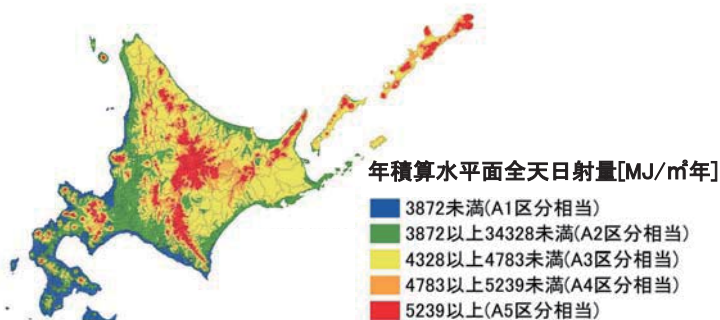 年積算水平面全天日射量[MJ/㎡年]
3872未満(A1区分相当)
3872以上34328未満(A2区分相当)
4328以上4783未満(A3区分相当)
4783以上5239未満(A4区分相当)
5239以上(A5区分相当)